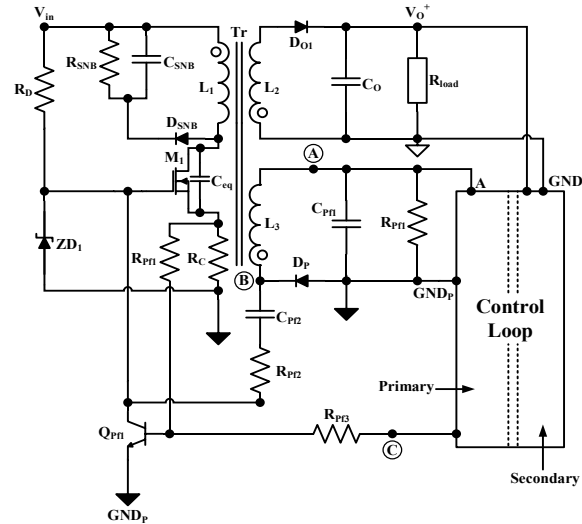 V_in
Tr
V_O^+
R_SNB
C_SNB
D_O1
R_D
L_1
L_2
C_O
R_load
D_SNB
M_1
A
C_eq
A
GND
ZD_1
R_Pf1
R_C
L_3
C_Pf1
R_Pf1
B
D_P
GND_P
Control
Loop
C_Pf2
R_Pf2
Primary
R_Pf3
Q_Pf1
C
Secondary
GND_P